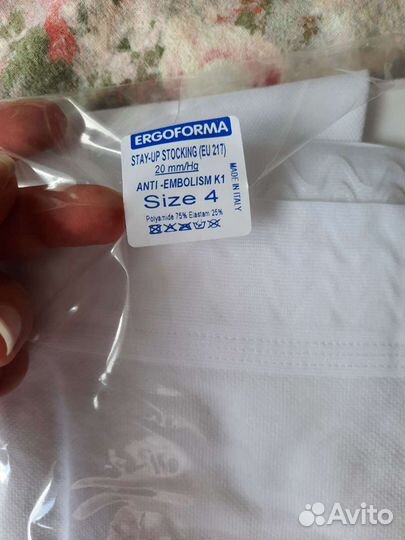 ERGOFORMA
STAY-UP STOCKING (EU 217)
20 mm/Hg
ANTI -EMBOLISM K1
Size 4
Polyamide 75% Elastam 25%
MADE IN ITALY
Avito